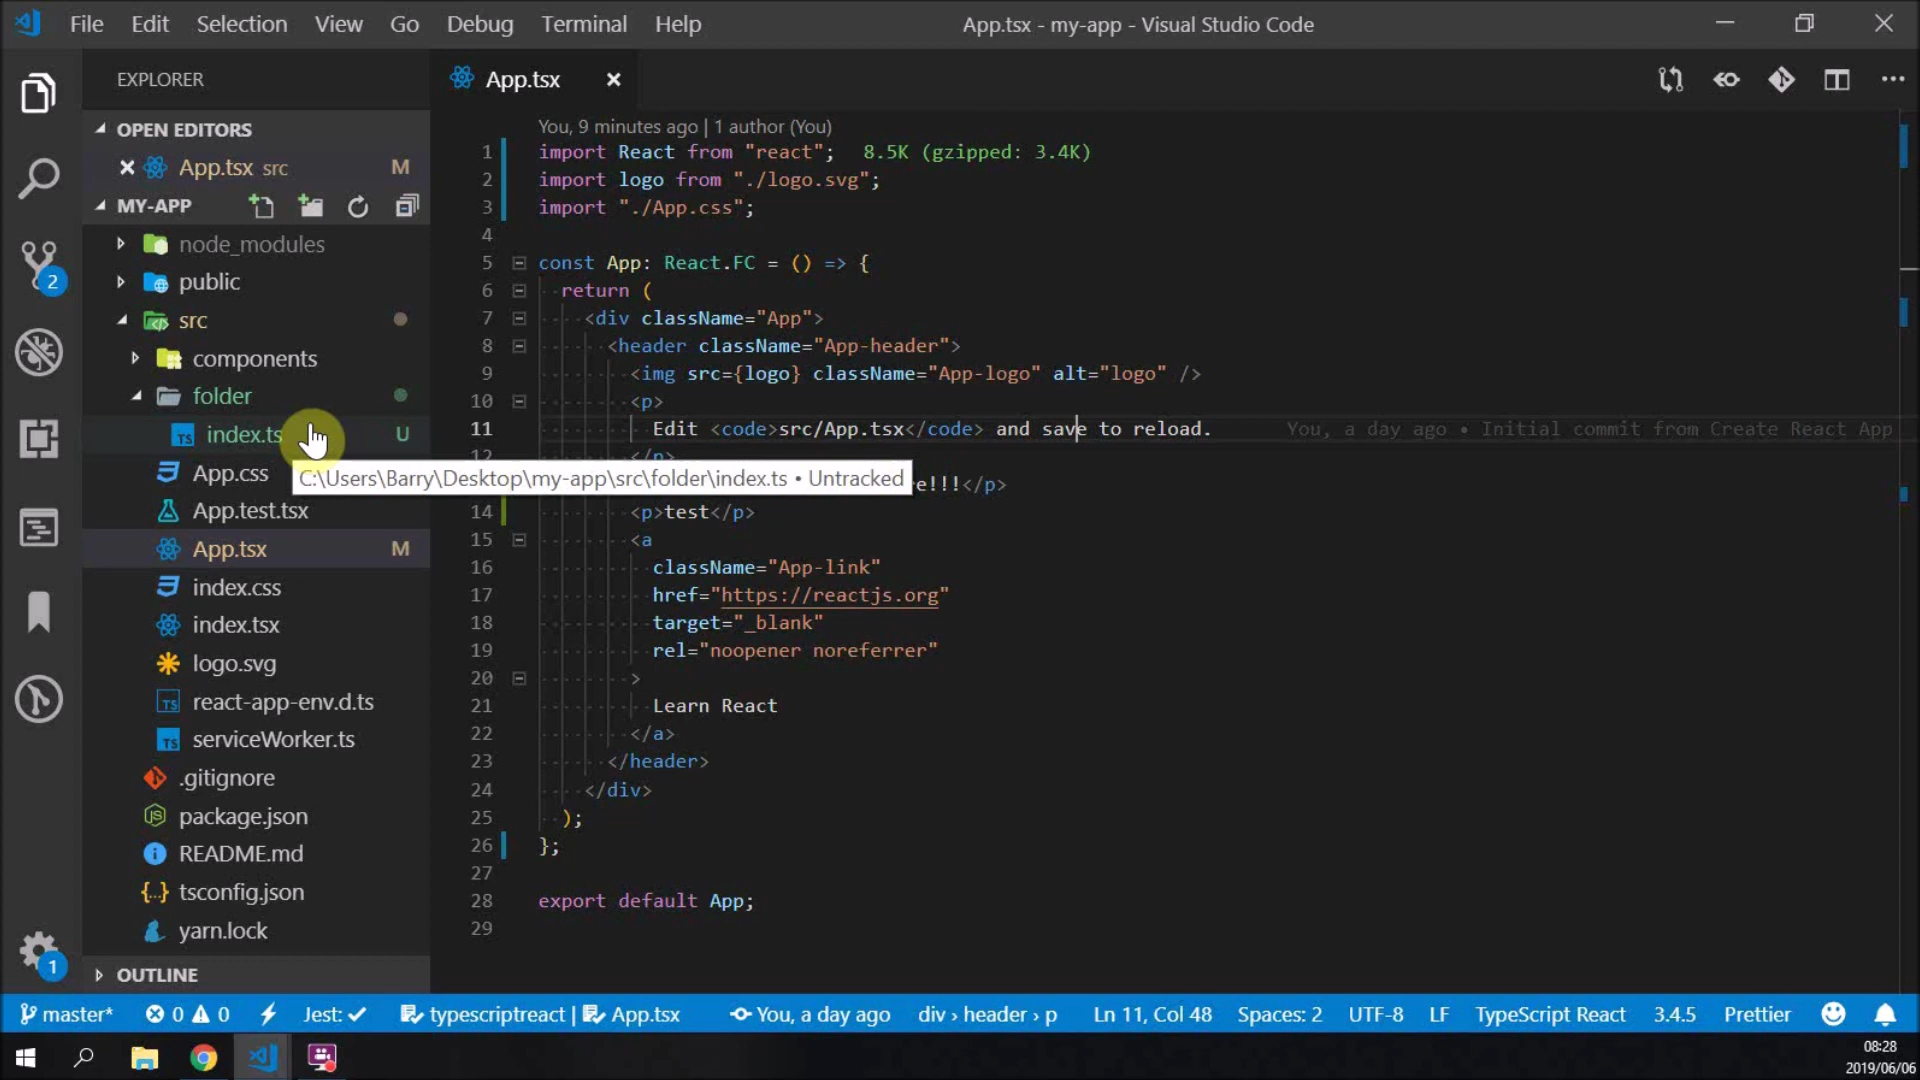 File Edit Selection View Go Debug Terminal Help
App.tsx - my-app - Visual Studio Code
EXPLORER
OPEN EDITORS
App.tsx src M
MY-APP
node_modules
public
src
components
folder
index.ts U
App.css
App.test.tsx
App.tsx M
index.css
index.tsx
logo.svg
react-app-env.d.ts
serviceWorker.ts
.gitignore
package.json
README.md
tsconfig.json
yarn.lock
OUTLINE
2
1
App.tsx
You, 9 minutes ago | 1 author (You)
1 import React from "react"; 8.5K (gzipped: 3.4K)
2 import logo from "./logo.svg";
3 import "./App.css";
4
5 const App: React.FC = () => {
6 return (
7 <div className="App">
8 <header className="App-header">
9 <img src={logo} className="App-logo" alt="logo" />
10 <p>
11 Edit <code>src/App.tsx</code> and save to reload. You, a day ago • Initial commit from Create React App
12 </p>
C:\Users\Barry\Desktop\my-app\src\folder\index.ts • Untracked
re!!!</p>
14 <p>test</p>
15 <a
16 className="App-link"
17 href="https://reactjs.org"
18 target="_blank"
19 rel="noopener noreferrer"
20 >
21 Learn React
22 </a>
23 </header>
24 </div>
25 );
26 };
27
28 export default App;
29
master* 0 0 Jest: typescriptreact | App.tsx You, a day ago div › header › p Ln 11, Col 48 Spaces: 2 UTF-8 LF TypeScript React 3.4.5 Prettier
08:28
2019/06/06